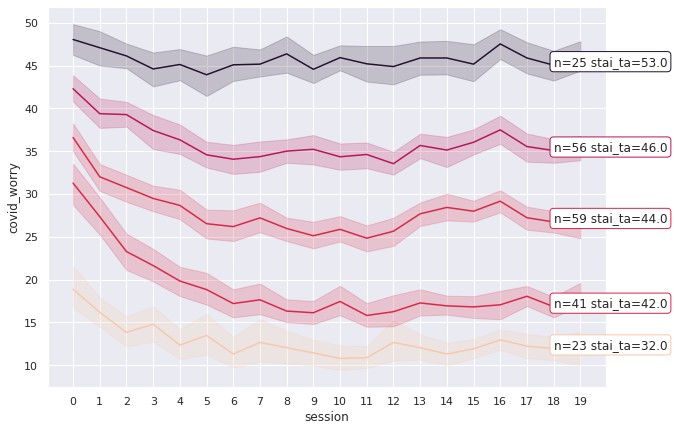 50
45
40
35
30
25
20
15
10
covid_worry
n=25 stai_ta=53.0
n=56 stai_ta=46.0
n=59 stai_ta=44.0
n=41 stai_ta=42.0
n=23 stai_ta=32.0
0 1 2 3 4 5 6 7 8 9 10 11 12 13 14 15 16 17 18 19
session